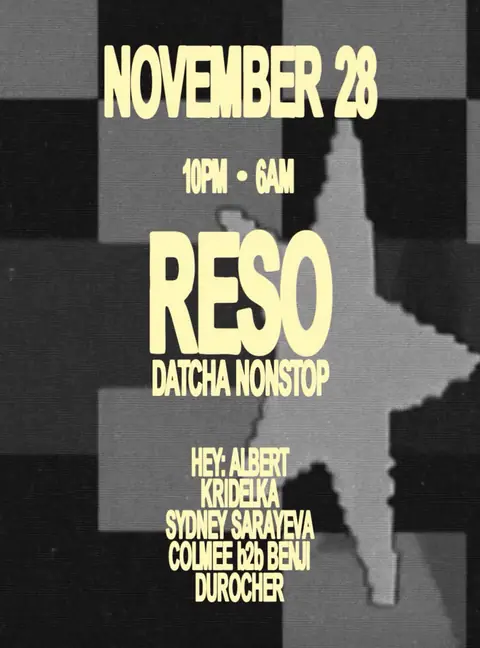 NOVEMBER 28
10PM • 6AM
RESO
DATCHA NONSTOP
HEY: ALBERT
KRIDELKA
SYDNEY SARAYEVA
COLMEE b2b BENJI
DUROCHER